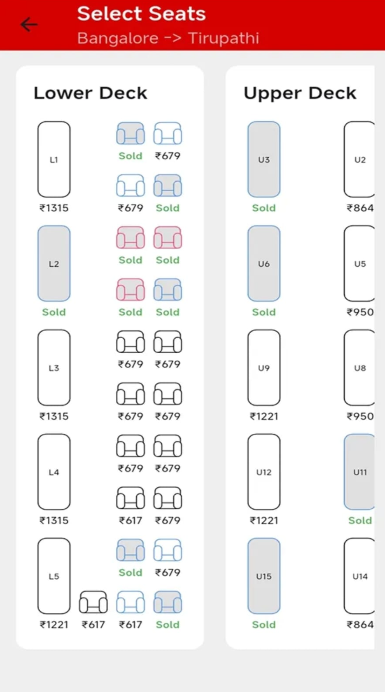 Select Seats
Bangalore -> Tirupathi
Lower Deck
Upper Deck
L1
Sold ₹679
₹679 Sold
₹1315
L2
Sold Sold
Sold Sold
Sold
L3
₹679 ₹679
₹679 ₹679
₹1315
L4
₹679 ₹679
₹617 ₹679
₹1315
L5
Sold ₹679
₹1221 ₹617 ₹617 Sold
U3 U2
Sold ₹864
U6 U5
Sold ₹950
U9 U8
₹1221 ₹950
U12 U11
₹1221 Sold
U15 U14
Sold ₹864